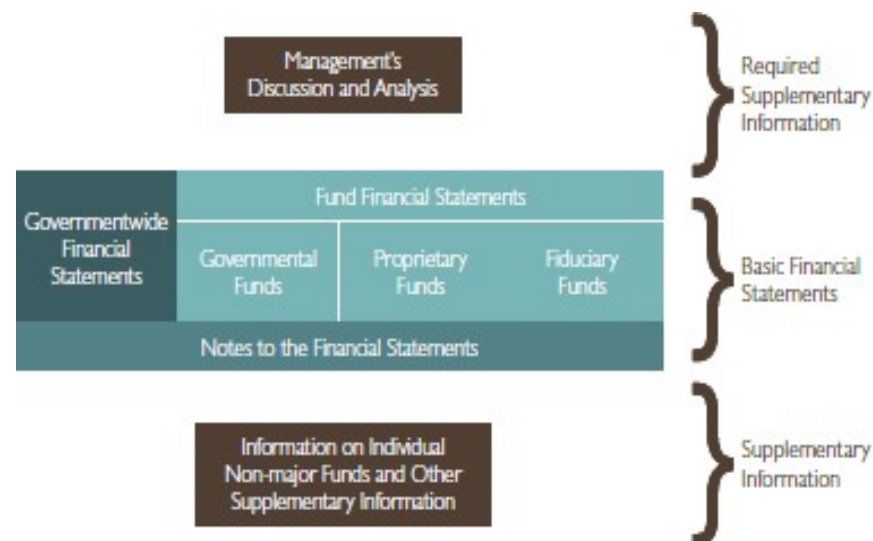 Management's
Discussion and Analysis
Required
Supplementary
Information
Governmentwide
Financial
Statements
Fund Financial Statements
Governmental
Funds
Proprietary
Funds
Fiduciary
Funds
Notes to the Financial Statements
Basic Financial
Statements
Information on Individual
Non-major Funds and Other
Supplementary Information
Supplementary
Information